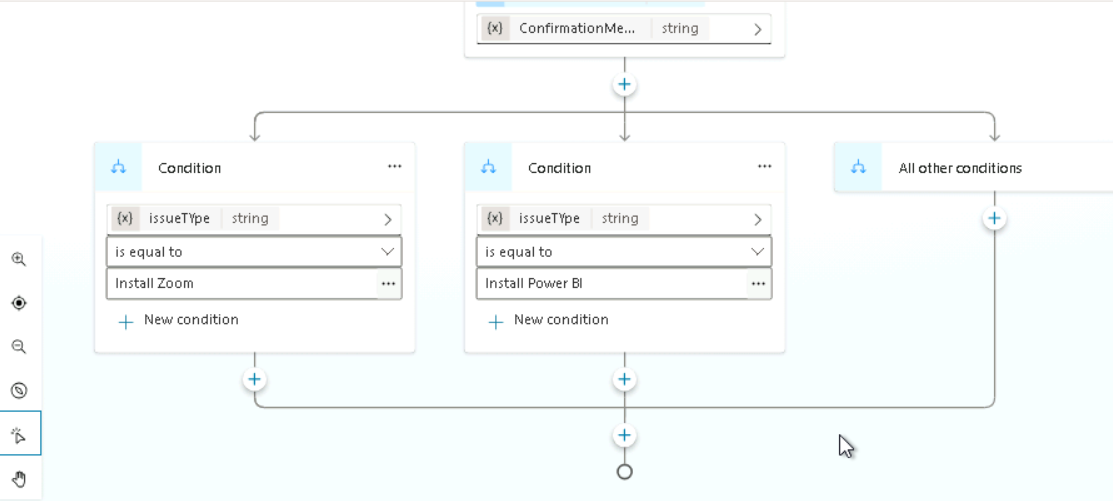 {x} ConfirmationMe... string
Condition
Condition
All other conditions
{x} issueTYpe string
{x} issueTYpe string
is equal to
is equal to
Install Zoom
Install Power BI
New condition
New condition